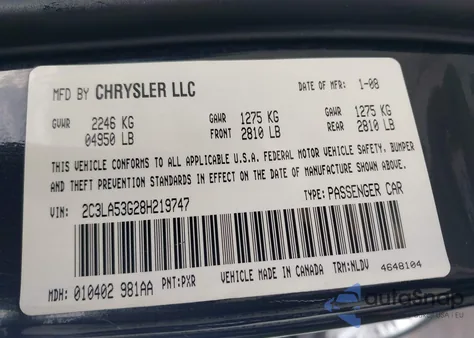 MFD BY CHRYSLER LLC
DATE OF MFR: 1-08
GVWR 2246 KG
04950 LB
GAWR FRONT 1275 KG
2810 LB
GAWR REAR 1275 KG
2810 LB
THIS VEHICLE CONFORMS TO ALL APPLICABLE U.S.A. FEDERAL MOTOR VEHICLE SAFETY, BUMPER
AND THEFT PREVENTION STANDARDS IN EFFECT ON THE DATE OF MANUFACTURE SHOWN ABOVE.
VIN: 2C3LA53G28H219747
TYPE: PASSENGER CAR
MDH: 010402 981AA
PNT: PXR
VEHICLE MADE IN CANADA
TRM: NLDV
4648104
autoSnap
USA | EU